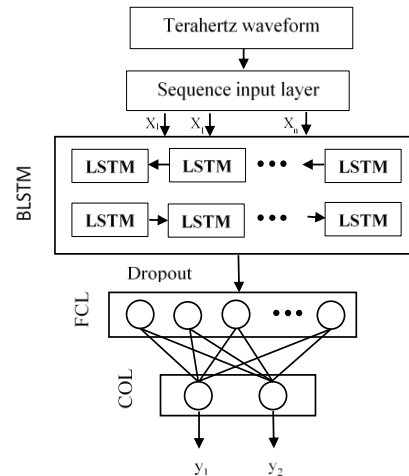 Terahertz waveform
Sequence input layer
X1 X1 Xn
BLSTM
LSTM LSTM ••• LSTM
LSTM LSTM ••• LSTM
Dropout
FCL
•••
COL
y1 y2